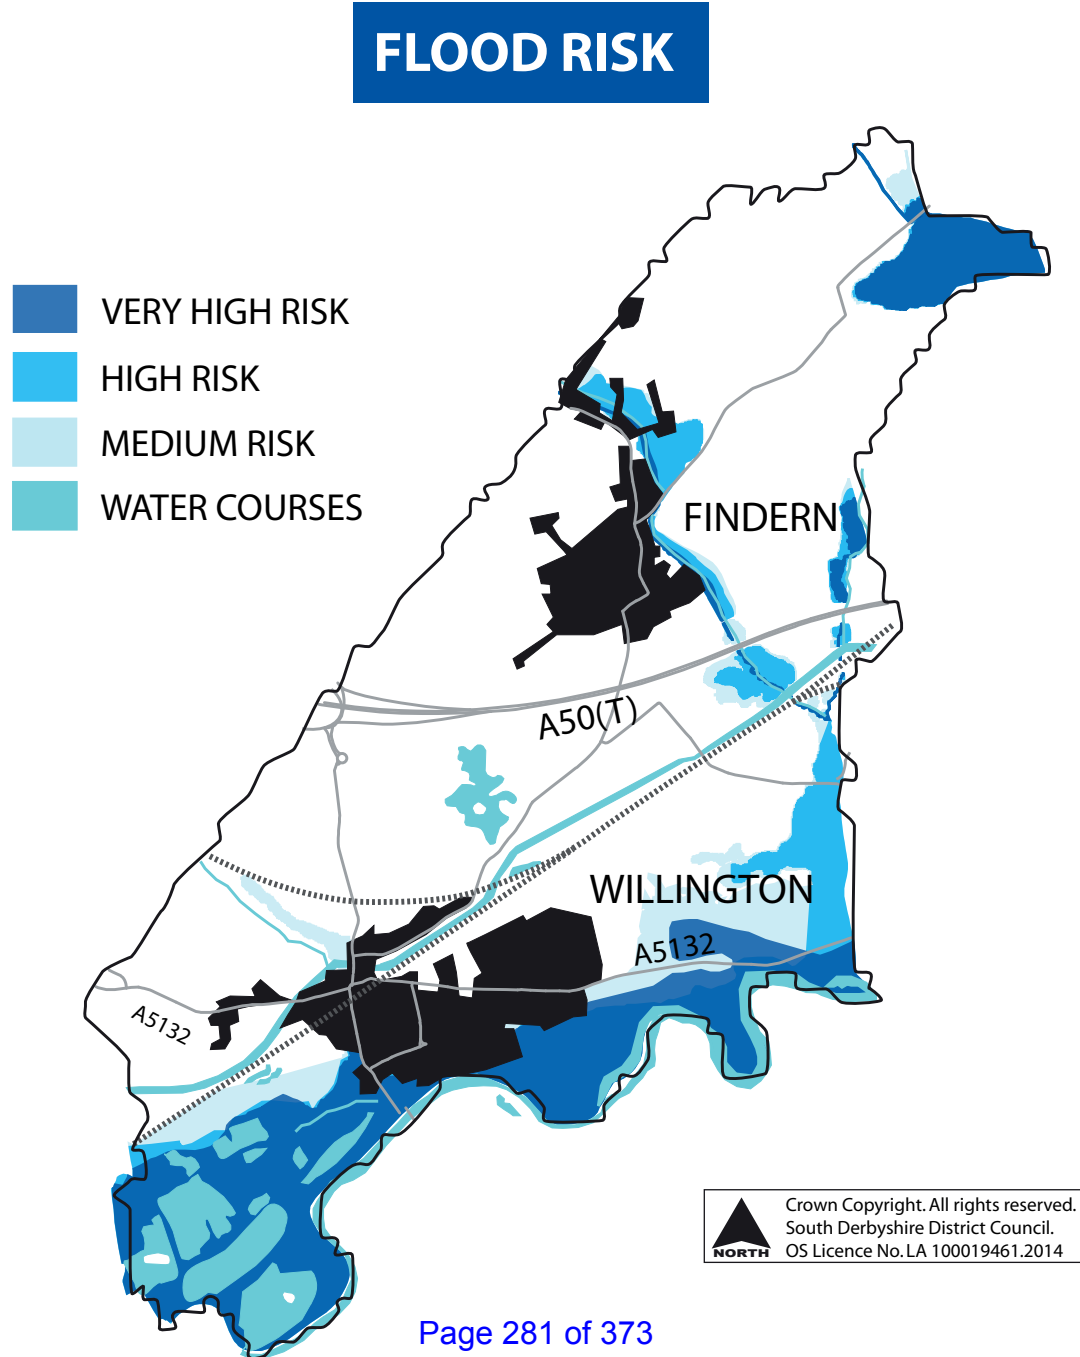 FLOOD RISK
VERY HIGH RISK
HIGH RISK
MEDIUM RISK
WATER COURSES
FINDERN
A50(T)
WILLINGTON
A5132
A5132
NORTH
Crown Copyright. All rights reserved.
South Derbyshire District Council.
OS Licence No. LA 100019461.2014
Page 281 of 373